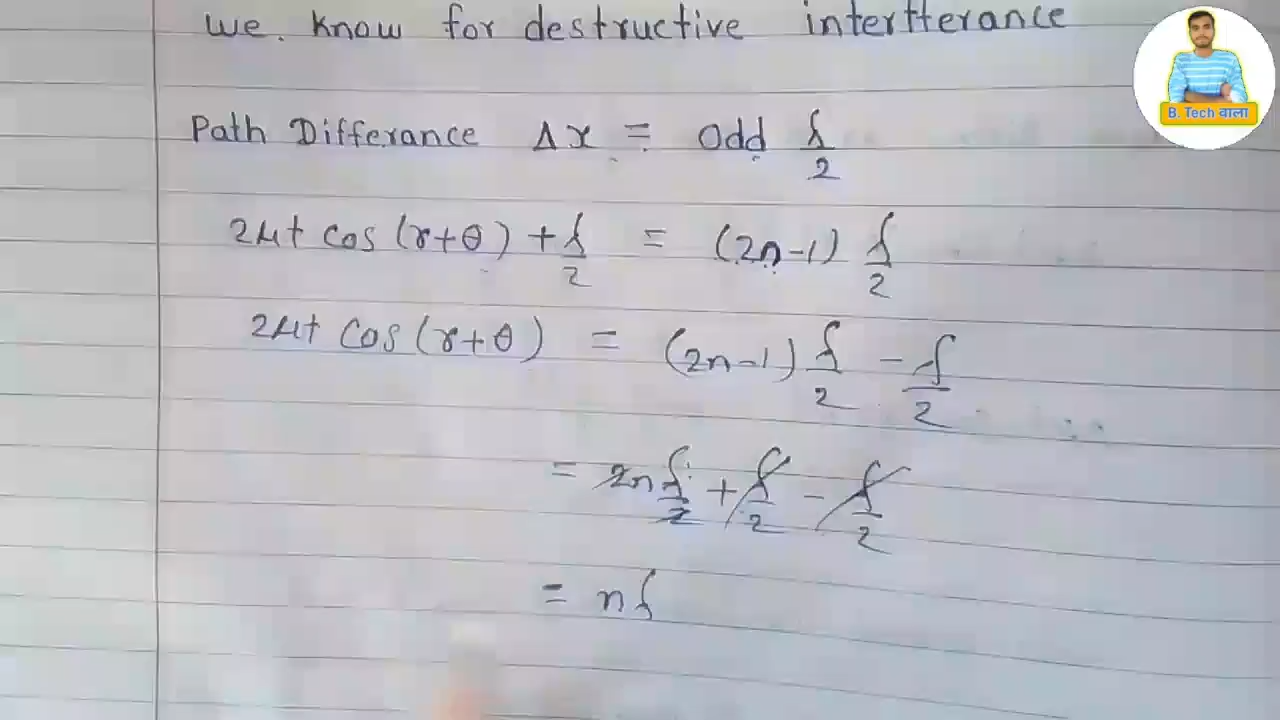 we. know for destructive intertferance
Path Differance Δx = odd λ/2
2μt cos (r+θ) + λ/2 = (2n-1) λ/2
2μt cos (r+θ) = (2n-1) λ/2 - λ/2
= 2n λ/2 + λ/2 - λ/2
= nλ
B. Tech वाला